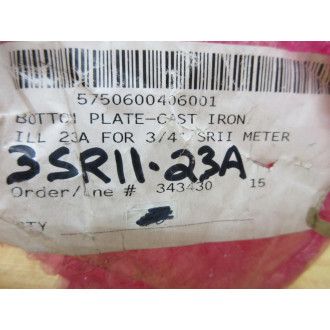 5750600406001
BOTTOM PLATE-CAST IRON
ILL 23A FOR 3/4" SRII METER
3SR11-23A
Order/Line # 343430 15
QTY